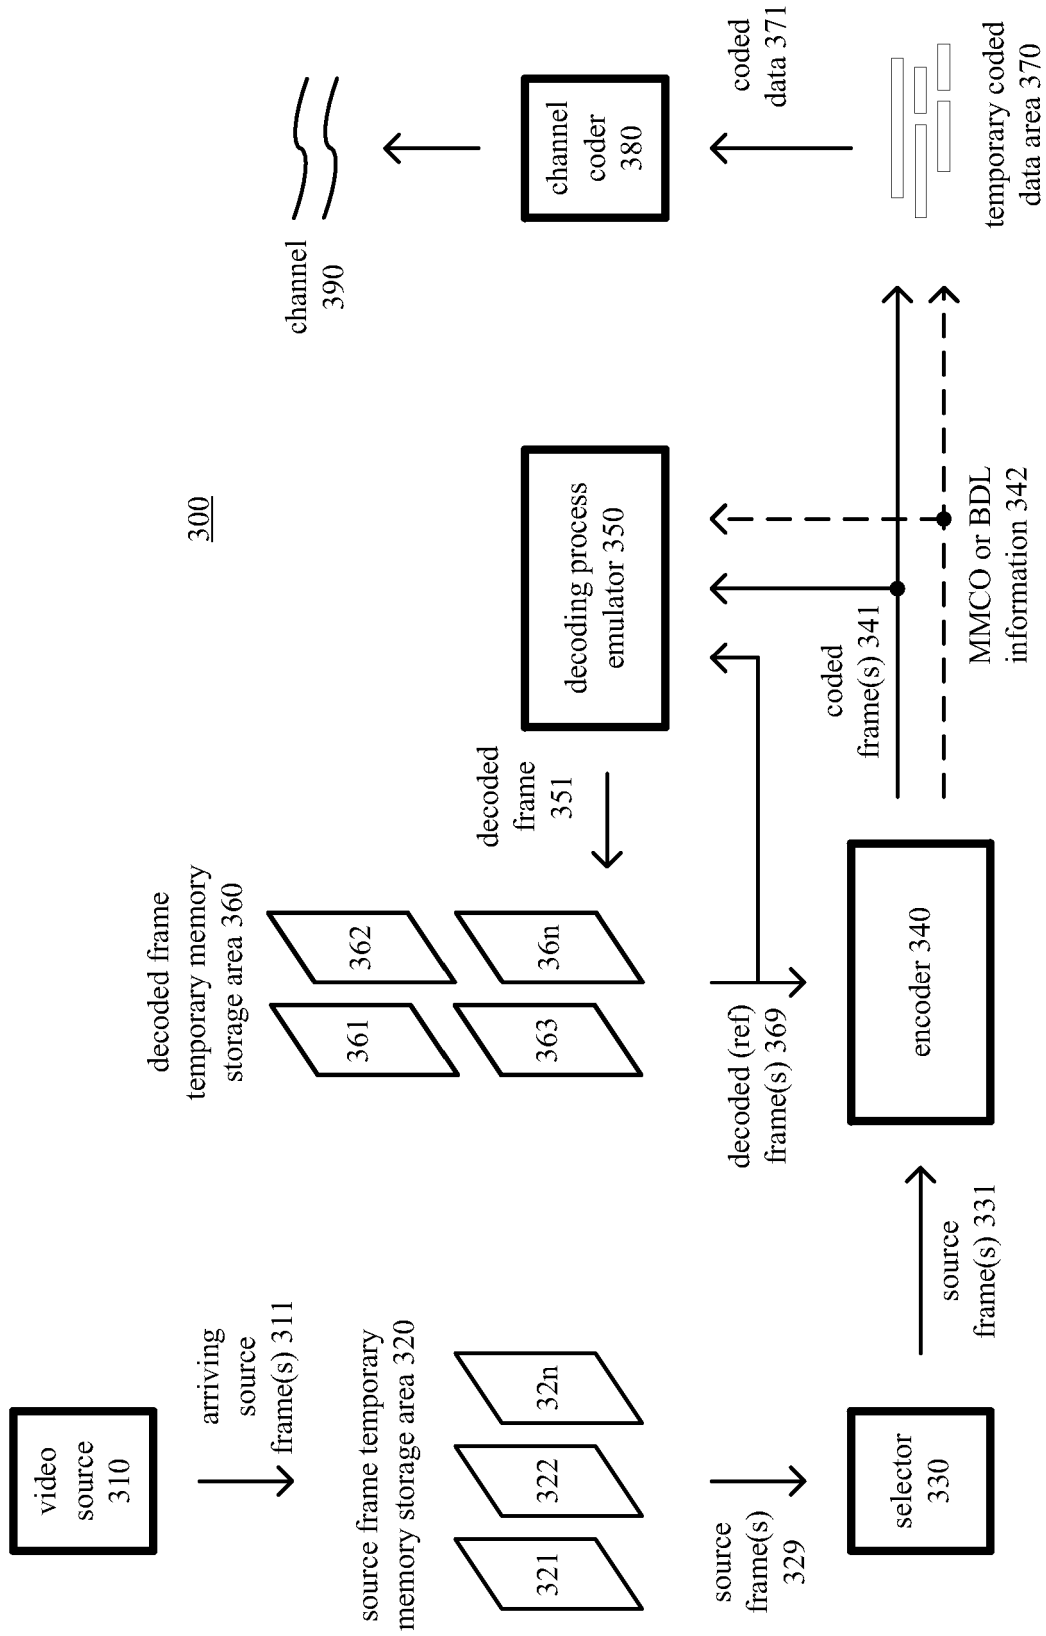 300
video
source
310
arriving
source
frame(s) 311
source frame temporary
memory storage area 320
321
322
32n
source
frame(s)
329
selector
330
source
frame(s) 331
decoded frame
temporary memory
storage area 360
361
362
363
36n
decoded
frame
351
decoded (ref)
frame(s) 369
encoder 340
decoding process
emulator 350
coded
frame(s) 341
MMCO or BDL
information 342
channel
390
channel
coder
380
coded
data 371
temporary coded
data area 370